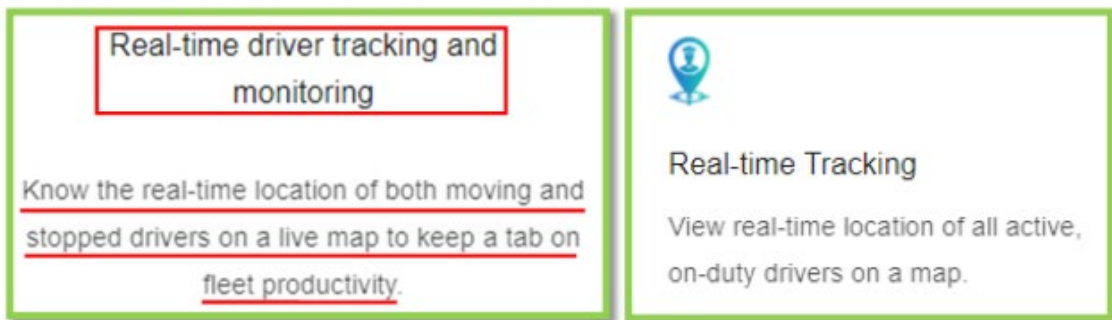 Real-time driver tracking and
monitoring
Know the real-time location of both moving and
stopped drivers on a live map to keep a tab on
fleet productivity.
Real-time Tracking
View real-time location of all active,
on-duty drivers on a map.